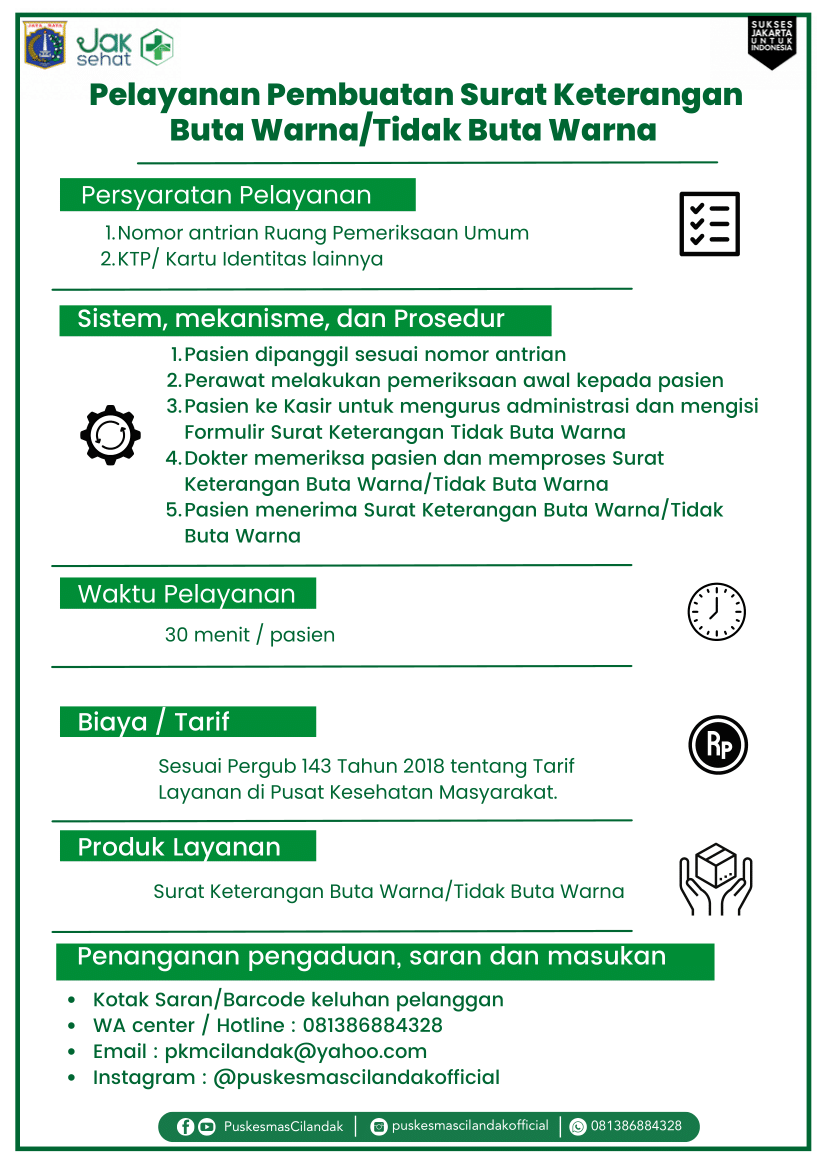 JAYA RAYA
Jak
sehat
SUKSES
JAKARTA
UNTUK
INDONESIA
Pelayanan Pembuatan Surat Keterangan
Buta Warna/Tidak Buta Warna
Persyaratan Pelayanan
1. Nomor antrian Ruang Pemeriksaan Umum
2. KTP/ Kartu Identitas lainnya
Sistem, mekanisme, dan Prosedur
1. Pasien dipanggil sesuai nomor antrian
2. Perawat melakukan pemeriksaan awal kepada pasien
3. Pasien ke Kasir untuk mengurus administrasi dan mengisi
Formulir Surat Keterangan Tidak Buta Warna
4. Dokter memeriksa pasien dan memproses Surat
Keterangan Buta Warna/Tidak Buta Warna
5. Pasien menerima Surat Keterangan Buta Warna/Tidak
Buta Warna
Waktu Pelayanan
30 menit / pasien
Biaya / Tarif
Rp
Sesuai Pergub 143 Tahun 2018 tentang Tarif
Layanan di Pusat Kesehatan Masyarakat.
Produk Layanan
Surat Keterangan Buta Warna/Tidak Buta Warna
Penanganan pengaduan, saran dan masukan
• Kotak Saran/Barcode keluhan pelanggan
• WA center / Hotline : 081386884328
• Email : pkmcilandak@yahoo.com
• Instagram : @puskesmascilandakofficial
PuskesmasCilandak | puskesmascilandakofficial | 081386884328